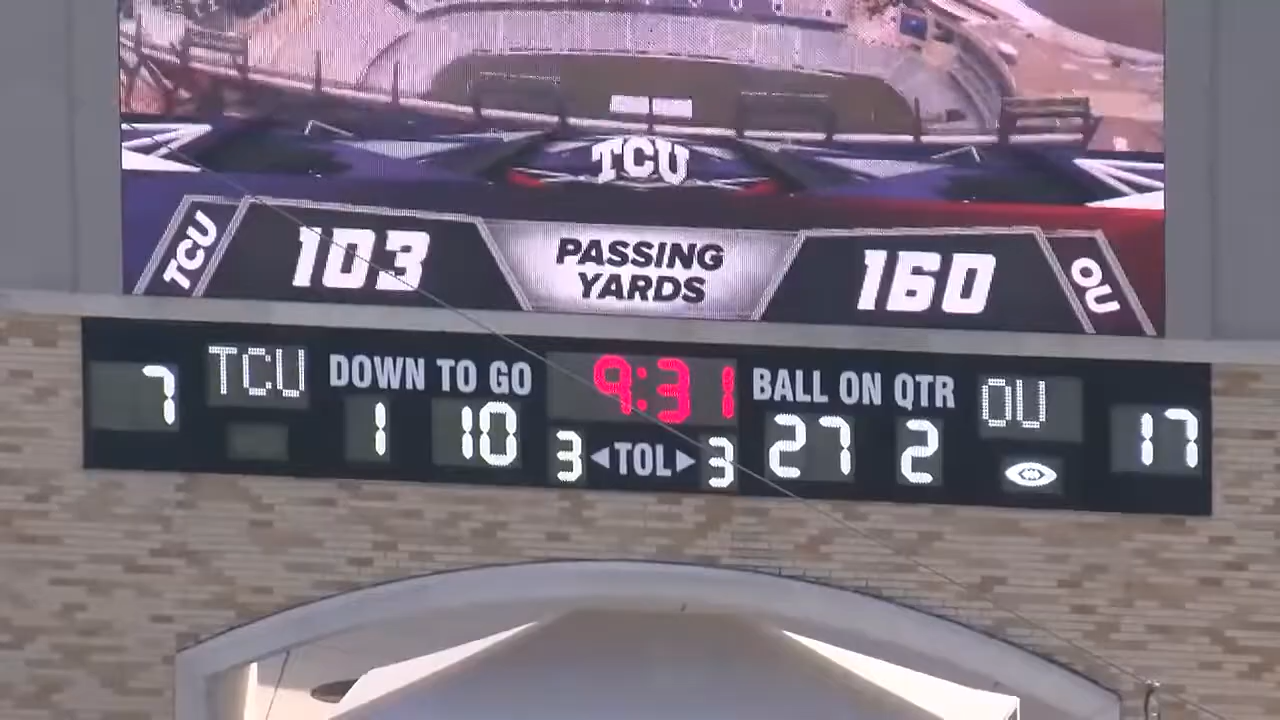 TCU
TCU 103 PASSING YARDS 160 OU
TCU DOWN TO GO 9:31 BALL ON QTR OU
7 1 10 3 ◀TOL▶ 3 27 2 17